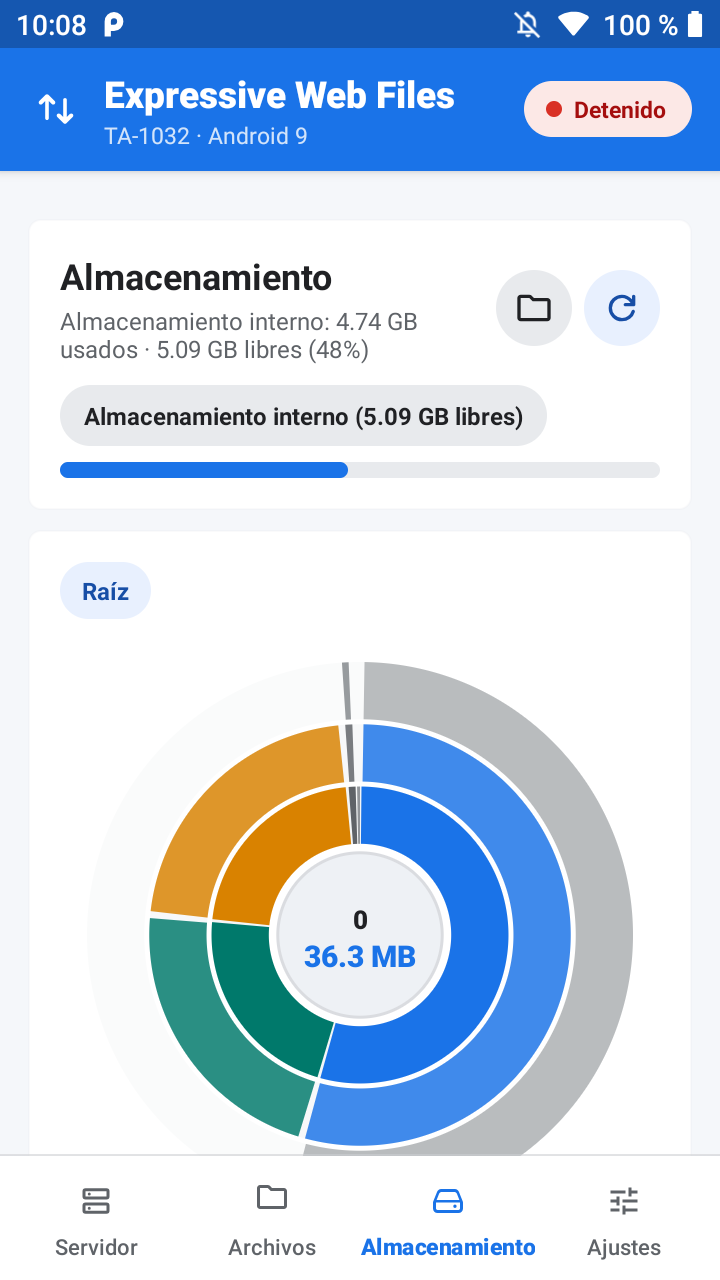 10:08
100 %
Expressive Web Files
TA-1032 · Android 9
Detenido
Almacenamiento
Almacenamiento interno: 4.74 GB
usados · 5.09 GB libres (48%)
Almacenamiento interno (5.09 GB libres)
Raíz
0
36.3 MB
Servidor
Archivos
Almacenamiento
Ajustes